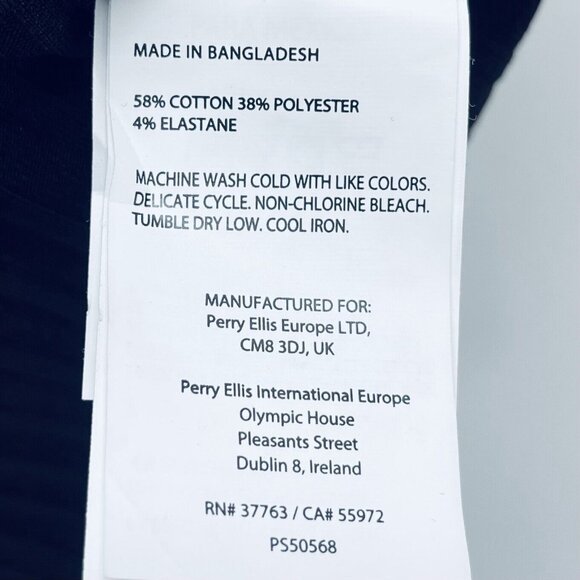 MADE IN BANGLADESH
58% COTTON 38% POLYESTER
4% ELASTANE
MACHINE WASH COLD WITH LIKE COLORS.
DELICATE CYCLE. NON-CHLORINE BLEACH.
TUMBLE DRY LOW. COOL IRON.
MANUFACTURED FOR:
Perry Ellis Europe LTD,
CM8 3DJ, UK
Perry Ellis International Europe
Olympic House
Pleasants Street
Dublin 8, Ireland
RN# 37763 / CA# 55972
PS50568